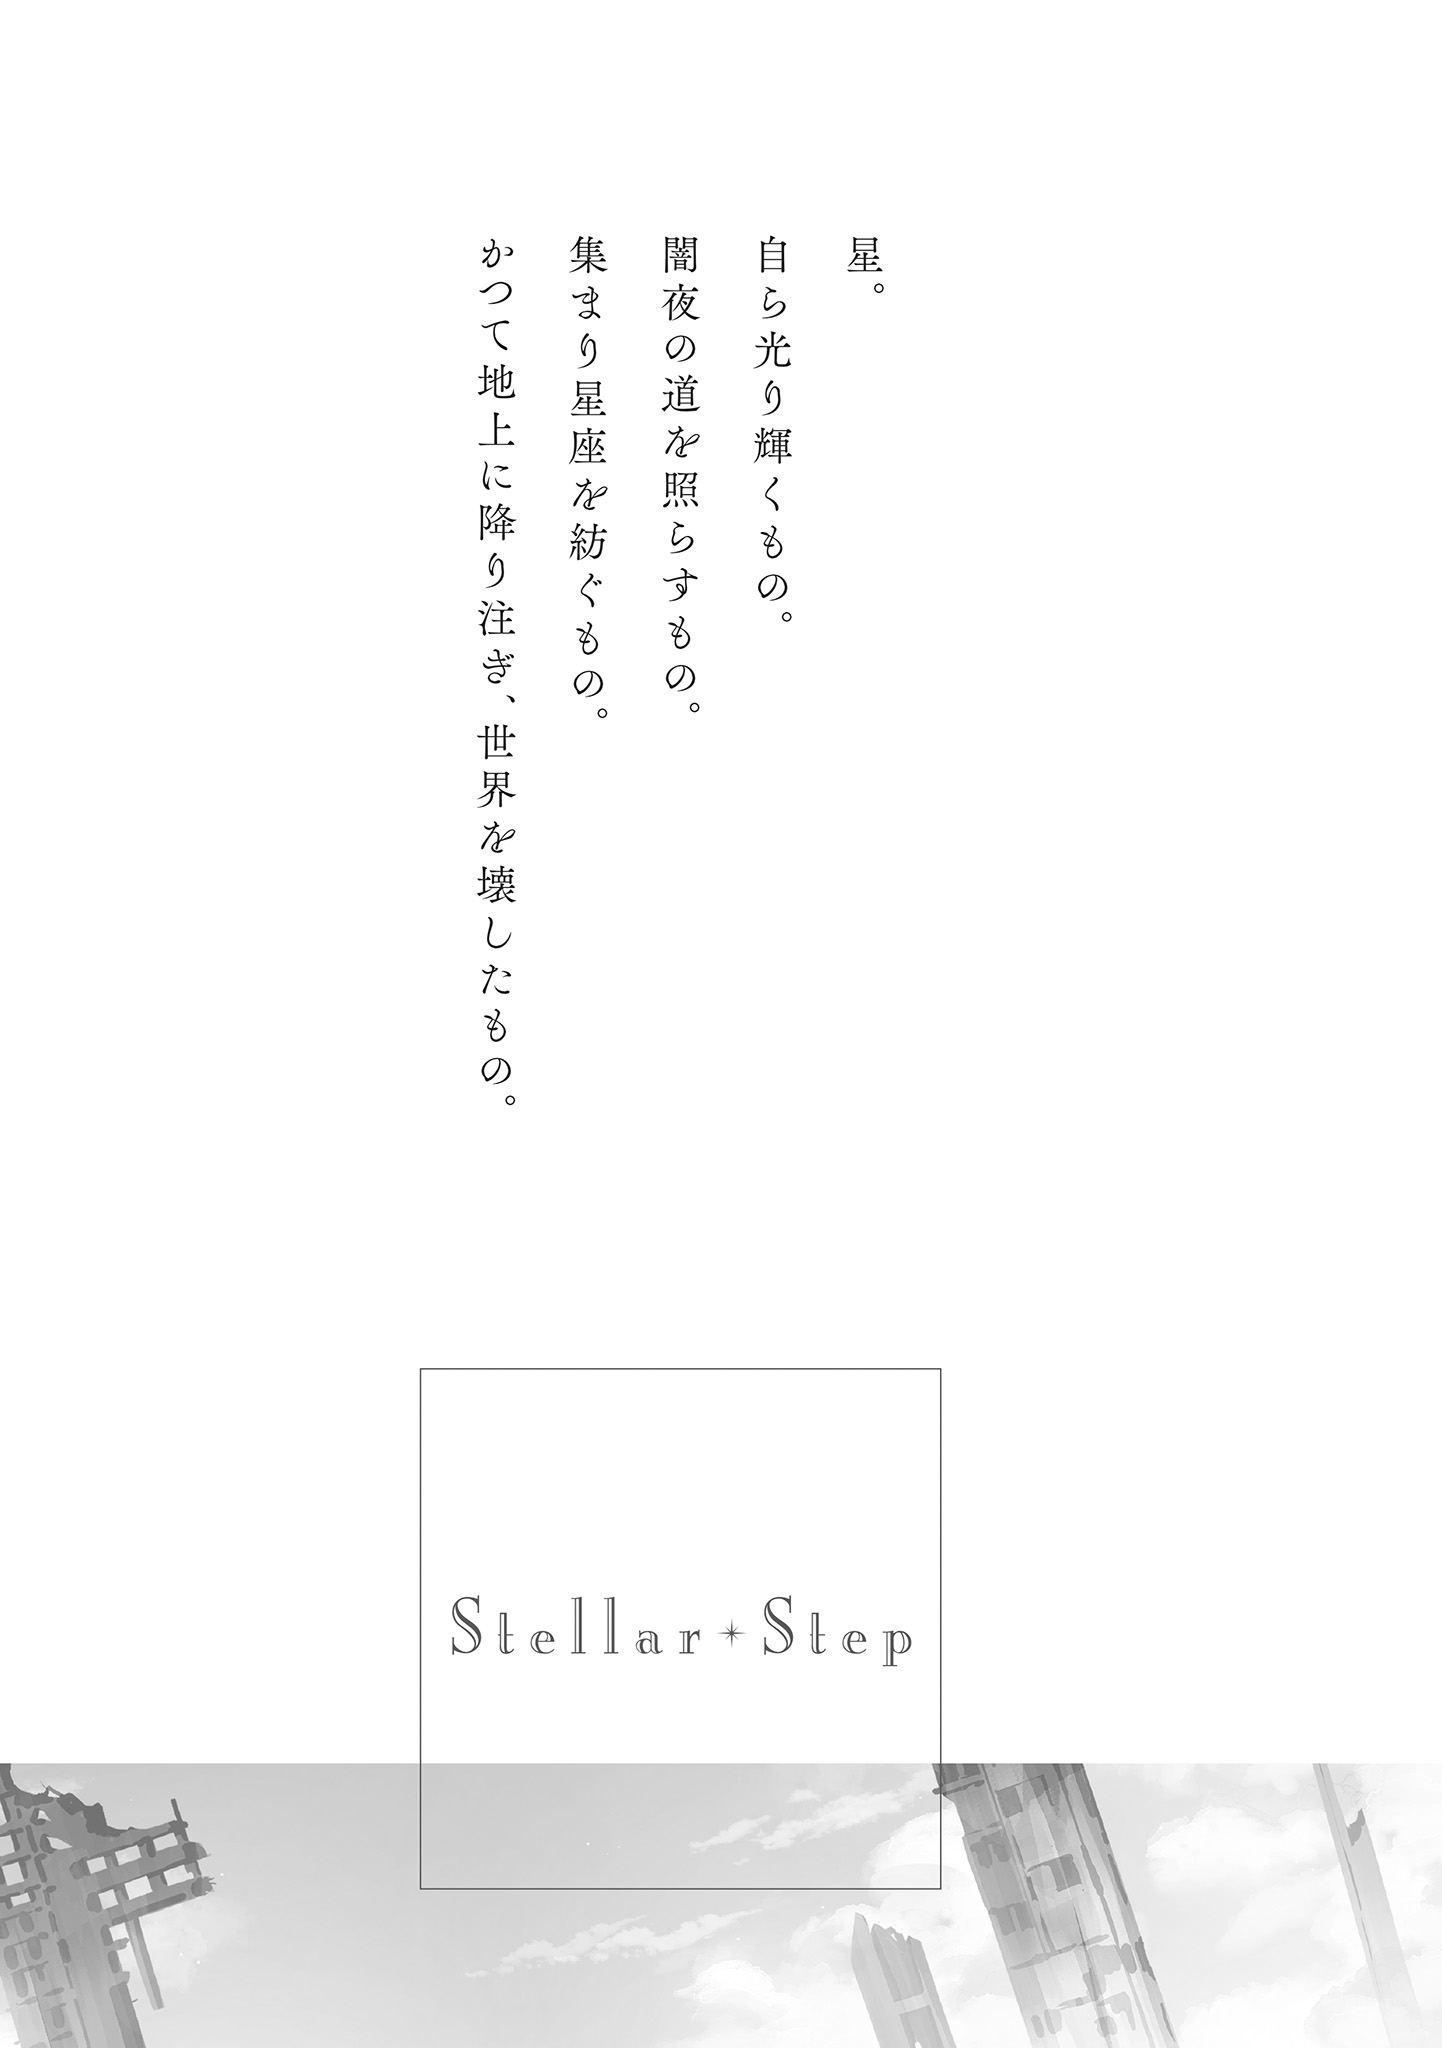 星。
自ら光り輝くもの。
闇夜の道を照らすもの。
集まり星座を紡ぐもの。
かつて地上に降り注ぎ、世界を壊したもの。
Stellar Step